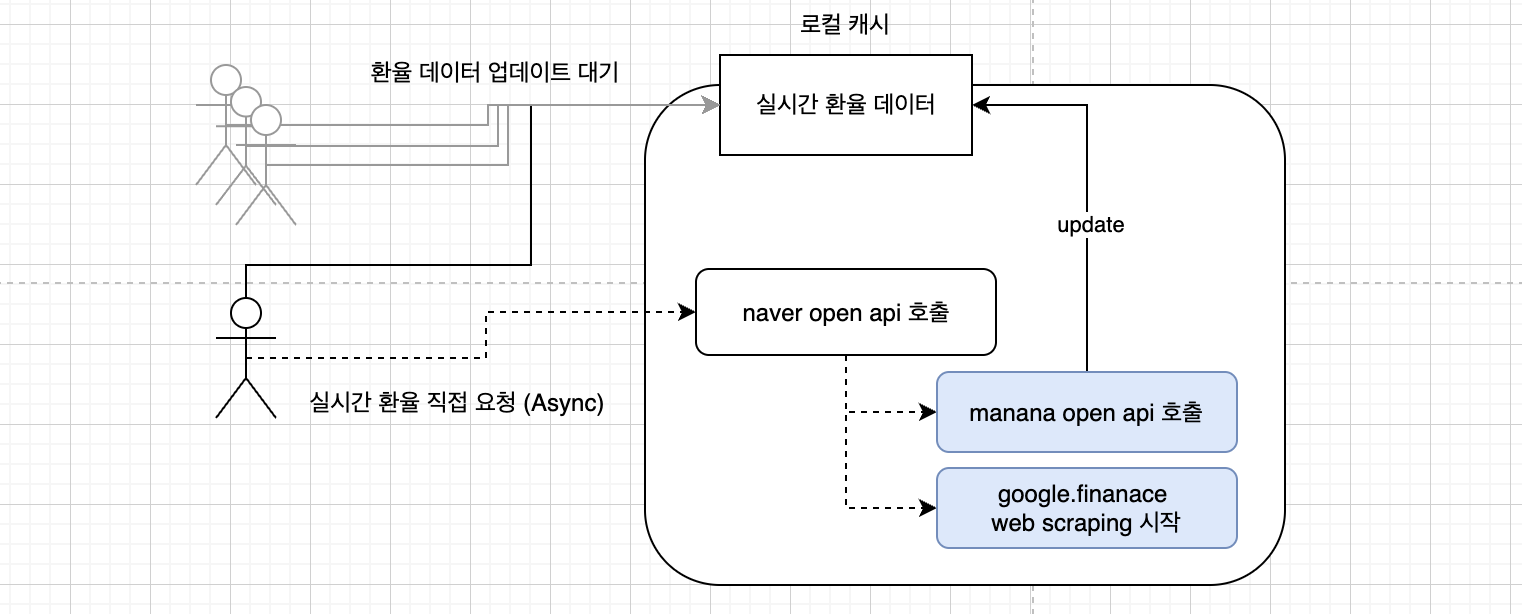 로컬 캐시
환율 데이터 업데이트 대기
실시간 환율 데이터
update
naver open api 호출
실시간 환율 직접 요청 (Async)
manana open api 호출
google.finanace
web scraping 시작